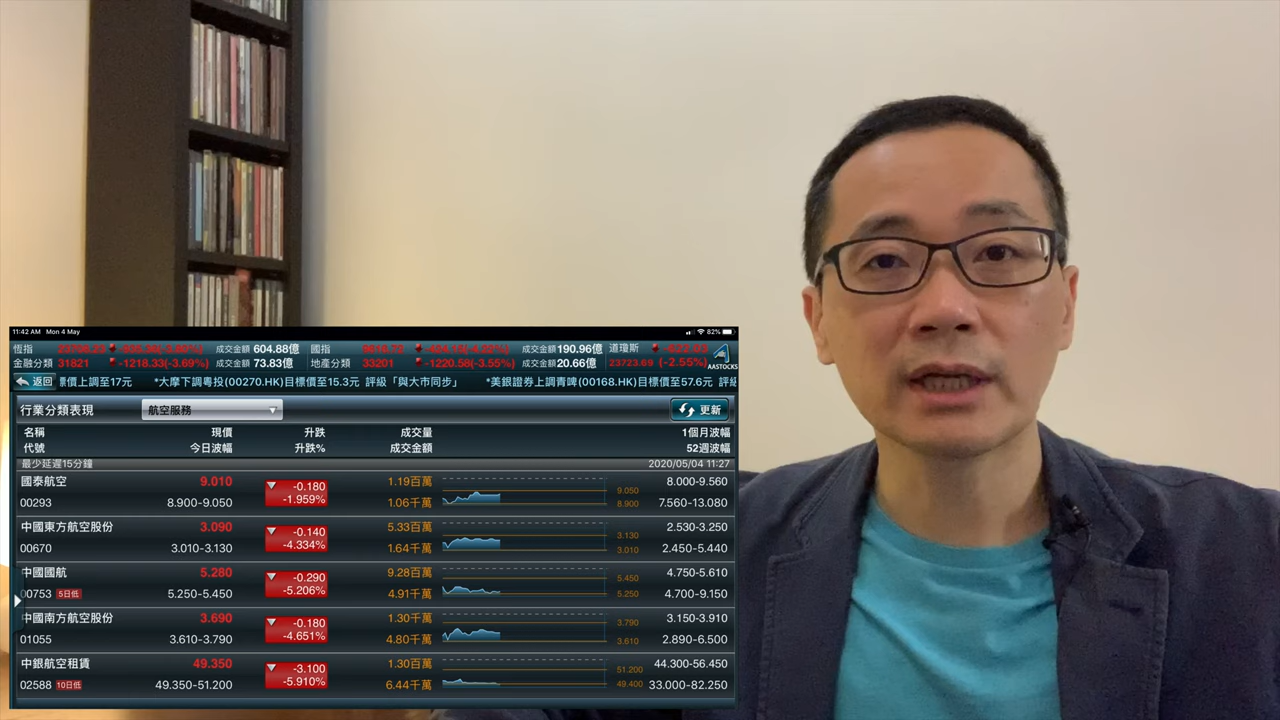 11:42 AM Mon 4 May 82%
恆指 成交金額 604.88億 國指 成交金額 190.96億 道瓊斯
金融分類 31821 -1218.33(-3.69%) 成交金額 73.83億 地產分類 33201 -1220.58(-3.55%) 成交金額 20.66億 23723.69 (-2.55%) AASTOCKS
返回 價上調至17元 *大摩下調粵投(00270.HK)目標價至15.3元 評級「與大市同步」 *美銀證券上調青啤(00168.HK)目標價至57.6元 評級
行業分類表現 航空服務 更新
名稱 現價 升跌 成交量 1個月波幅
代號 今日波幅 升跌% 成交金額 52週波幅
最少延遲15分鐘 2020/05/04 11:27
國泰航空 9.010 -0.180 1.19百萬 9.050 8.000-9.560
00293 8.900-9.050 -1.959% 1.06千萬 8.900 7.560-13.080
中國東方航空股份 3.090 -0.140 5.33百萬 3.130 2.530-3.250
00670 3.010-3.130 -4.334% 1.64千萬 3.010 2.450-5.440
中國國航 5.280 -0.290 9.28百萬 5.450 4.750-5.610
00753 5日低 5.250-5.450 -5.206% 4.91千萬 5.250 4.700-9.150
中國南方航空股份 3.690 -0.180 1.30千萬 3.790 3.150-3.910
01055 3.610-3.790 -4.651% 4.80千萬 3.610 2.890-6.500
中銀航空租賃 49.350 -3.100 1.30百萬 51.200 44.300-56.450
02588 10日低 49.350-51.200 -5.910% 6.44千萬 49.400 33.000-82.250